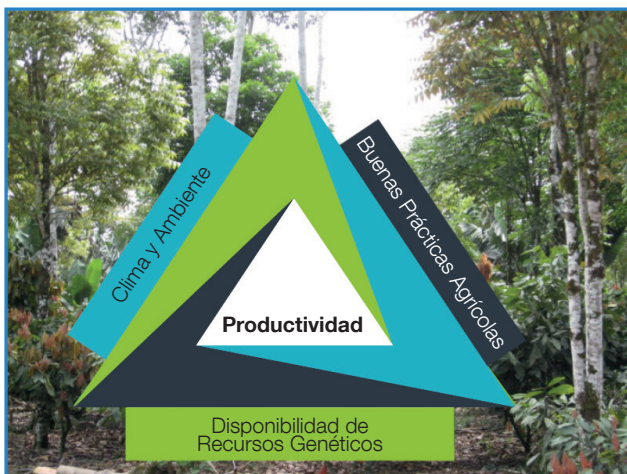 Clima y Ambiente
Buenas Prácticas Agrícolas
Productividad
Disponibilidad de
Recursos Genéticos